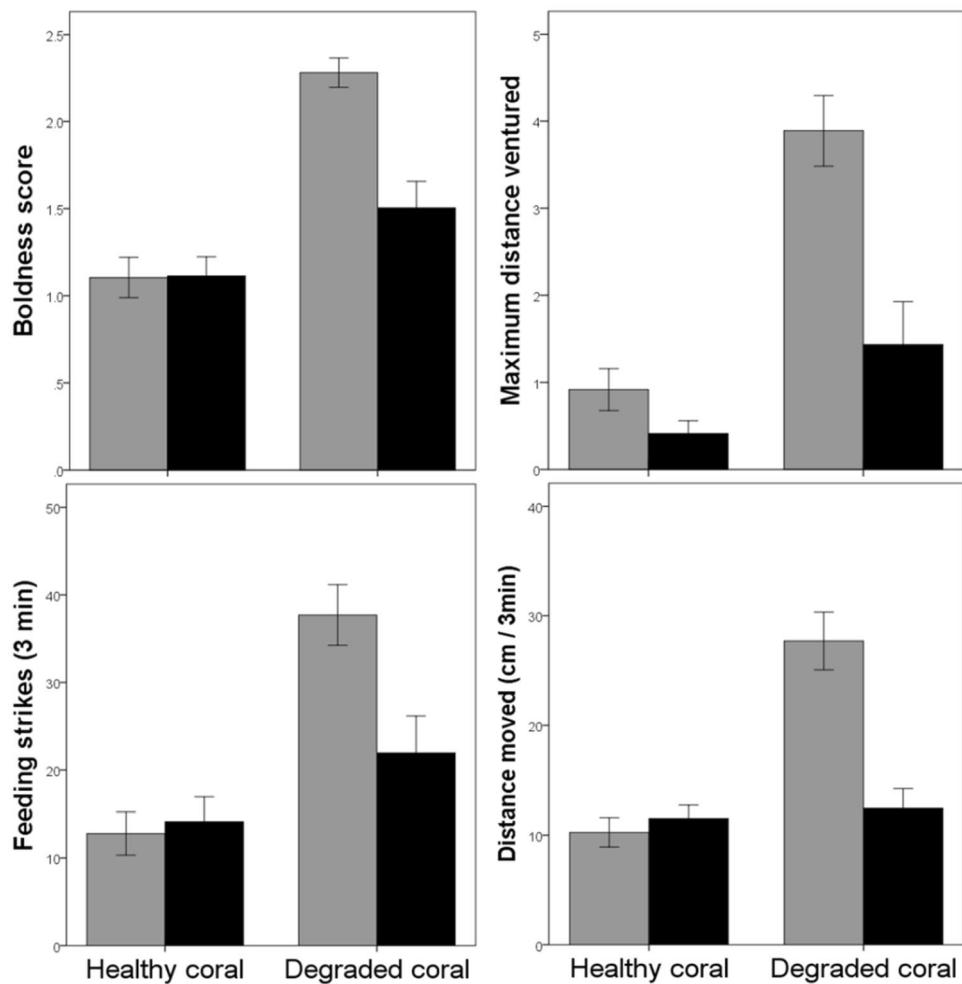 Boldness score
2.5
2.0
1.5
1.0
.5
.0
Maximum distance ventured
5
4
3
2
1
0
Feeding strikes (3 min)
50
40
30
20
10
0
Healthy coral
Degraded coral
Distance moved (cm / 3min)
40
30
20
10
0
Healthy coral
Degraded coral